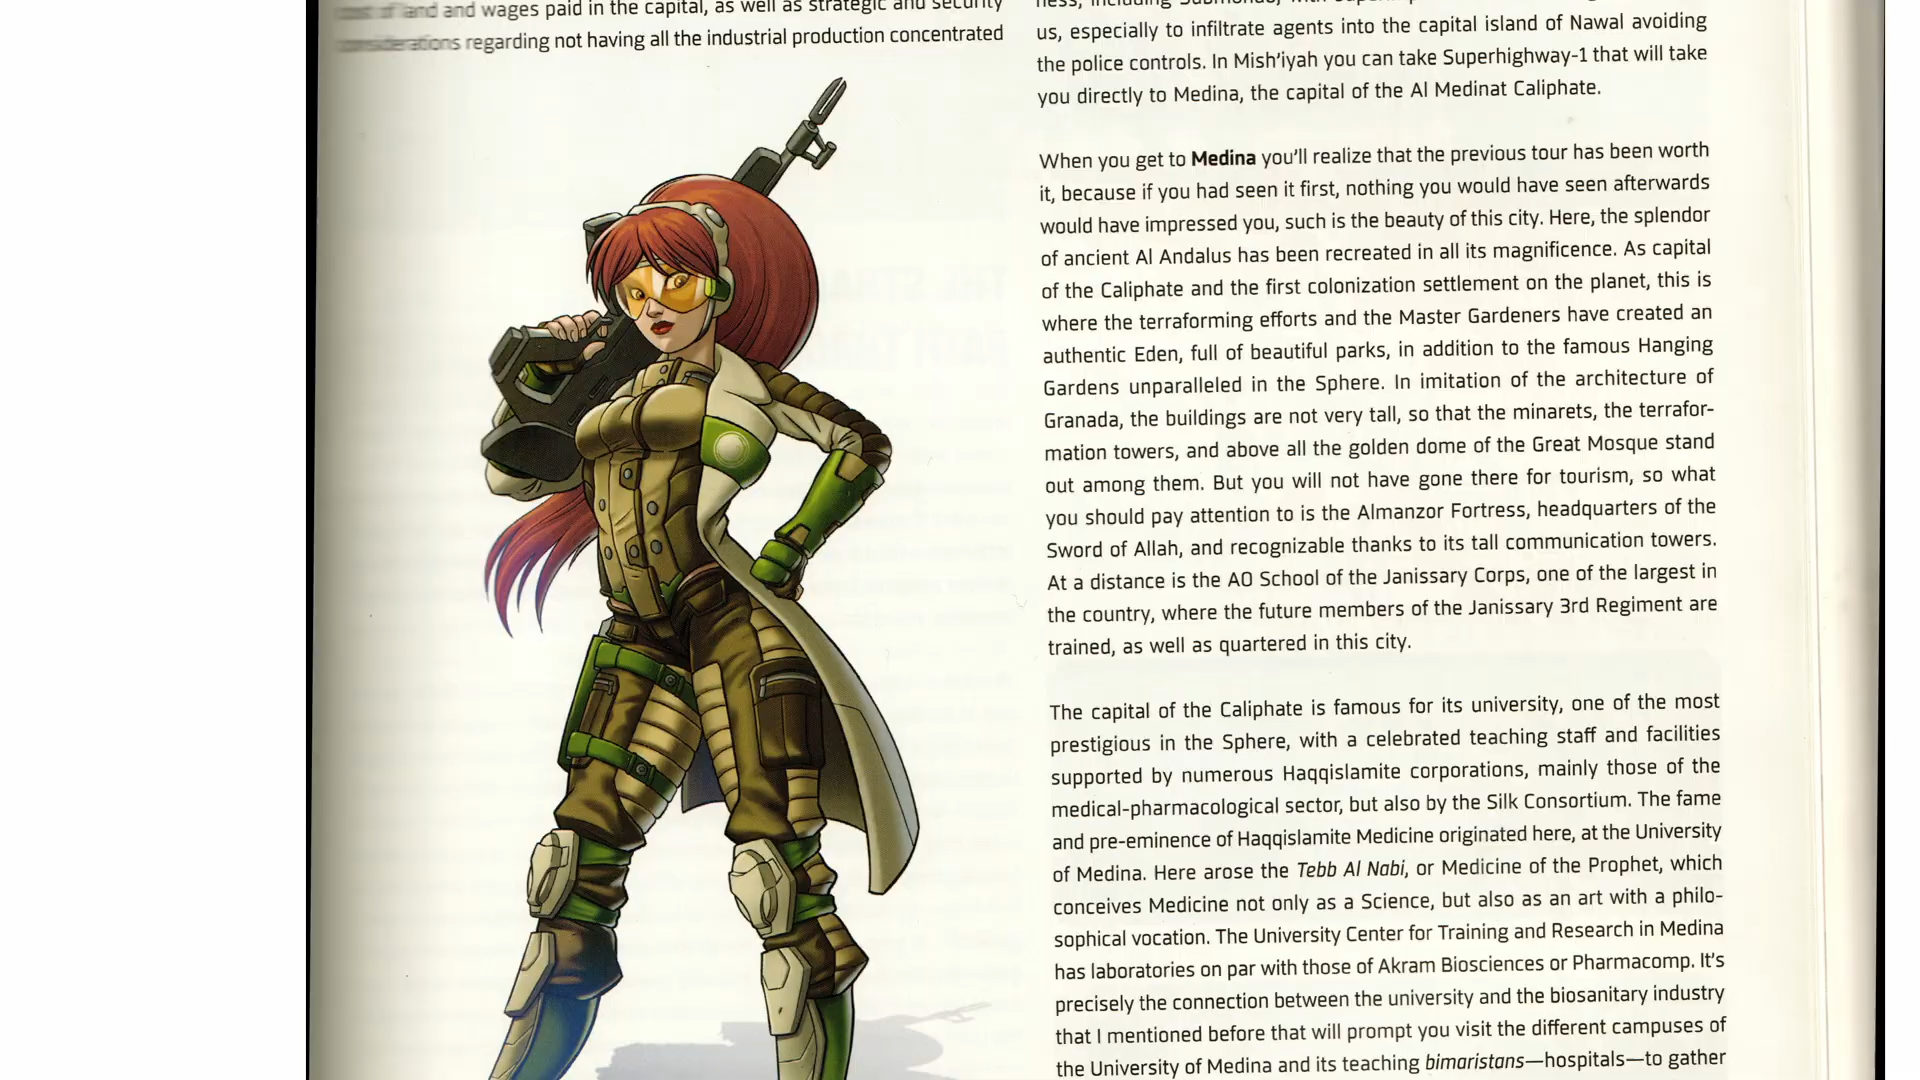 of land and wages paid in the capital, as well as strategic and security
considerations regarding not having all the industrial production concentrated
us, especially to infiltrate agents into the capital island of Nawal avoiding
the police controls. In Mish'iyah you can take Superhighway-1 that will take
you directly to Medina, the capital of the Al Medinat Caliphate.
When you get to Medina you'll realize that the previous tour has been worth
it, because if you had seen it first, nothing you would have seen afterwards
would have impressed you, such is the beauty of this city. Here, the splendor
of ancient Al Andalus has been recreated in all its magnificence. As capital
of the Caliphate and the first colonization settlement on the planet, this is
where the terraforming efforts and the Master Gardeners have created an
authentic Eden, full of beautiful parks, in addition to the famous Hanging
Gardens unparalleled in the Sphere. In imitation of the architecture of
Granada, the buildings are not very tall, so that the minarets, the terrafor-
mation towers, and above all the golden dome of the Great Mosque stand
out among them. But you will not have gone there for tourism, so what
you should pay attention to is the Almanzor Fortress, headquarters of the
Sword of Allah, and recognizable thanks to its tall communication towers.
At a distance is the AO School of the Janissary Corps, one of the largest in
the country, where the future members of the Janissary 3rd Regiment are
trained, as well as quartered in this city.
The capital of the Caliphate is famous for its university, one of the most
prestigious in the Sphere, with a celebrated teaching staff and facilities
supported by numerous Haqqislamite corporations, mainly those of the
medical-pharmacological sector, but also by the Silk Consortium. The fame
and pre-eminence of Haqqislamite Medicine originated here, at the University
of Medina. Here arose the Tebb Al Nabi, or Medicine of the Prophet, which
conceives Medicine not only as a Science, but also as an art with a philo-
sophical vocation. The University Center for Training and Research in Medina
has laboratories on par with those of Akram Biosciences or Pharmacomp. It's
precisely the connection between the university and the biosanitary industry
that I mentioned before that will prompt you visit the different campuses of
the University of Medina and its teaching bimaristans—hospitals—to gather